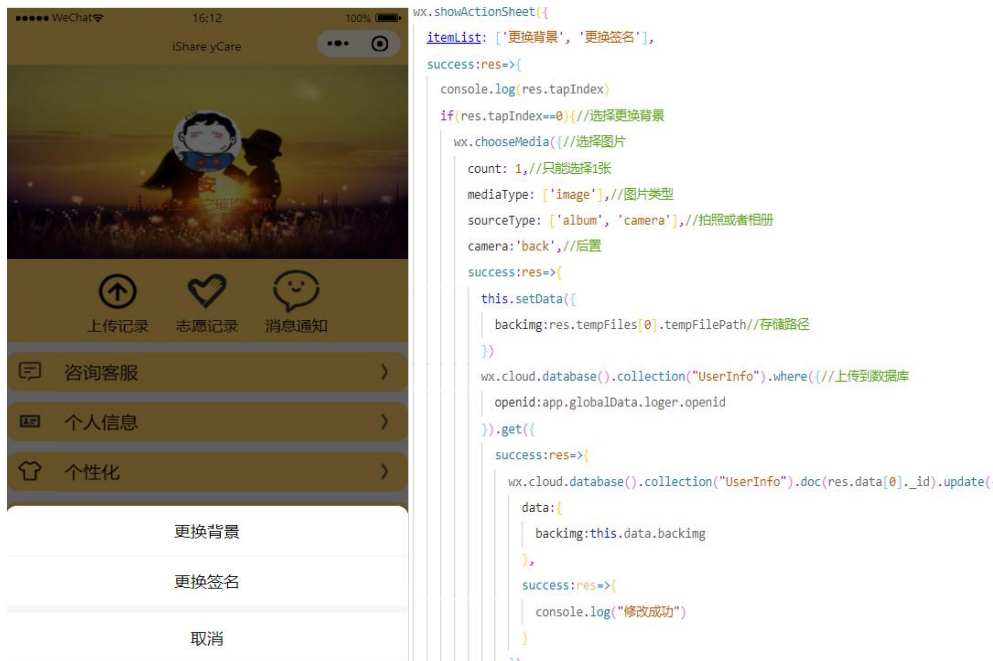 WeChat
16:12
100%
iShare yCare
安
上传记录
志愿记录
消息通知
咨询客服
个人信息
个性化
更换背景
更换签名
取消
wx.showActionSheet({
itemList: ['更换背景', '更换签名'],
success:res=>{
console.log(res.tapIndex)
if(res.tapIndex==0){//选择更换背景
wx.chooseMedia({//选择图片
count: 1,//只能选择1张
mediaType: ['image'],//图片类型
sourceType: ['album', 'camera'],//拍照或者相册
camera:'back',//后置
success:res=>{
this.setData({
backimg:res.tempFiles[0].tempFilePath//存储路径
})
wx.cloud.database().collection("UserInfo").where({//上传到数据库
openid:app.globalData.loger.openid
}).get({
success:res=>{
wx.cloud.database().collection("UserInfo").doc(res.data[0]._id).update(
data:{
backimg:this.data.backimg
},
success:res=>{
console.log("修改成功")
}